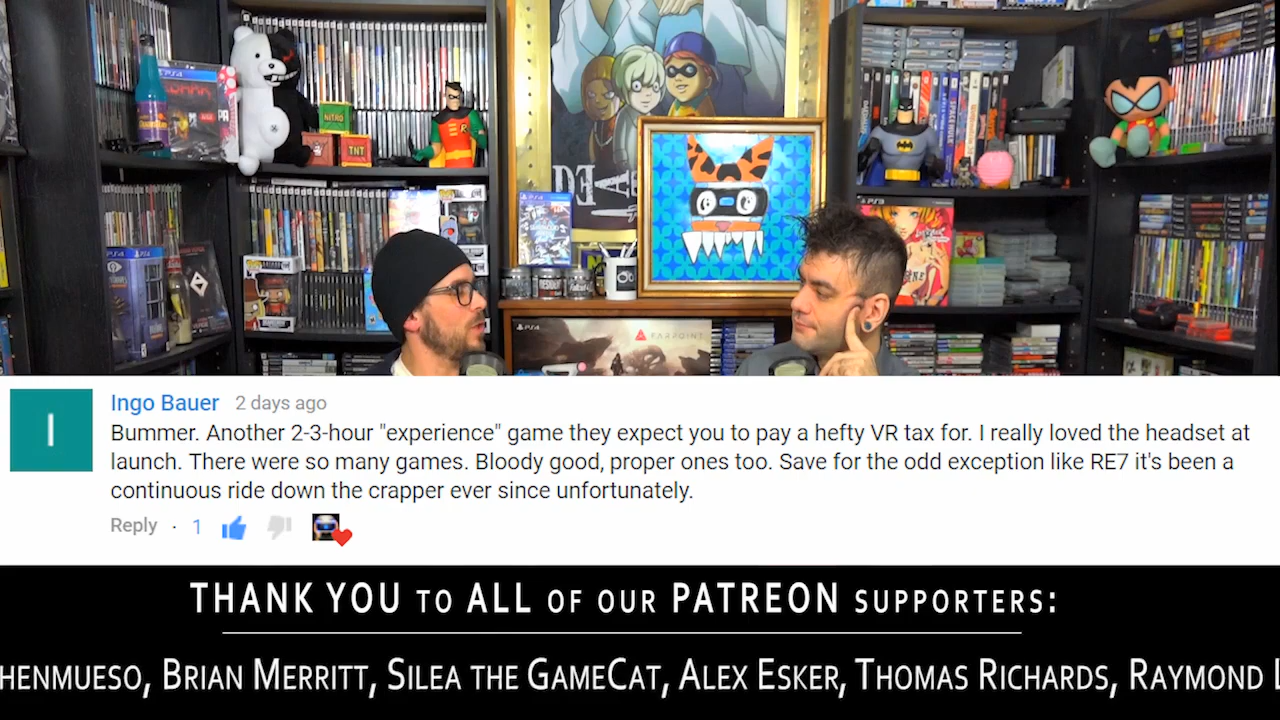 PS4
NITRO
TNT
DEA
PS4
PS3
PS4
FARPOINT
Ingo Bauer 2 days ago
Bummer. Another 2-3-hour "experience" game they expect you to pay a hefty VR tax for. I really loved the headset at
launch. There were so many games. Bloody good, proper ones too. Save for the odd exception like RE7 it's been a
continuous ride down the crapper ever since unfortunately.
Reply · 1
THANK YOU TO ALL OF OUR PATREON SUPPORTERS:
HENMUESO, BRIAN MERRITT, SILEA THE GAMECAT, ALEX ESKER, THOMAS RICHARDS, RAYMOND